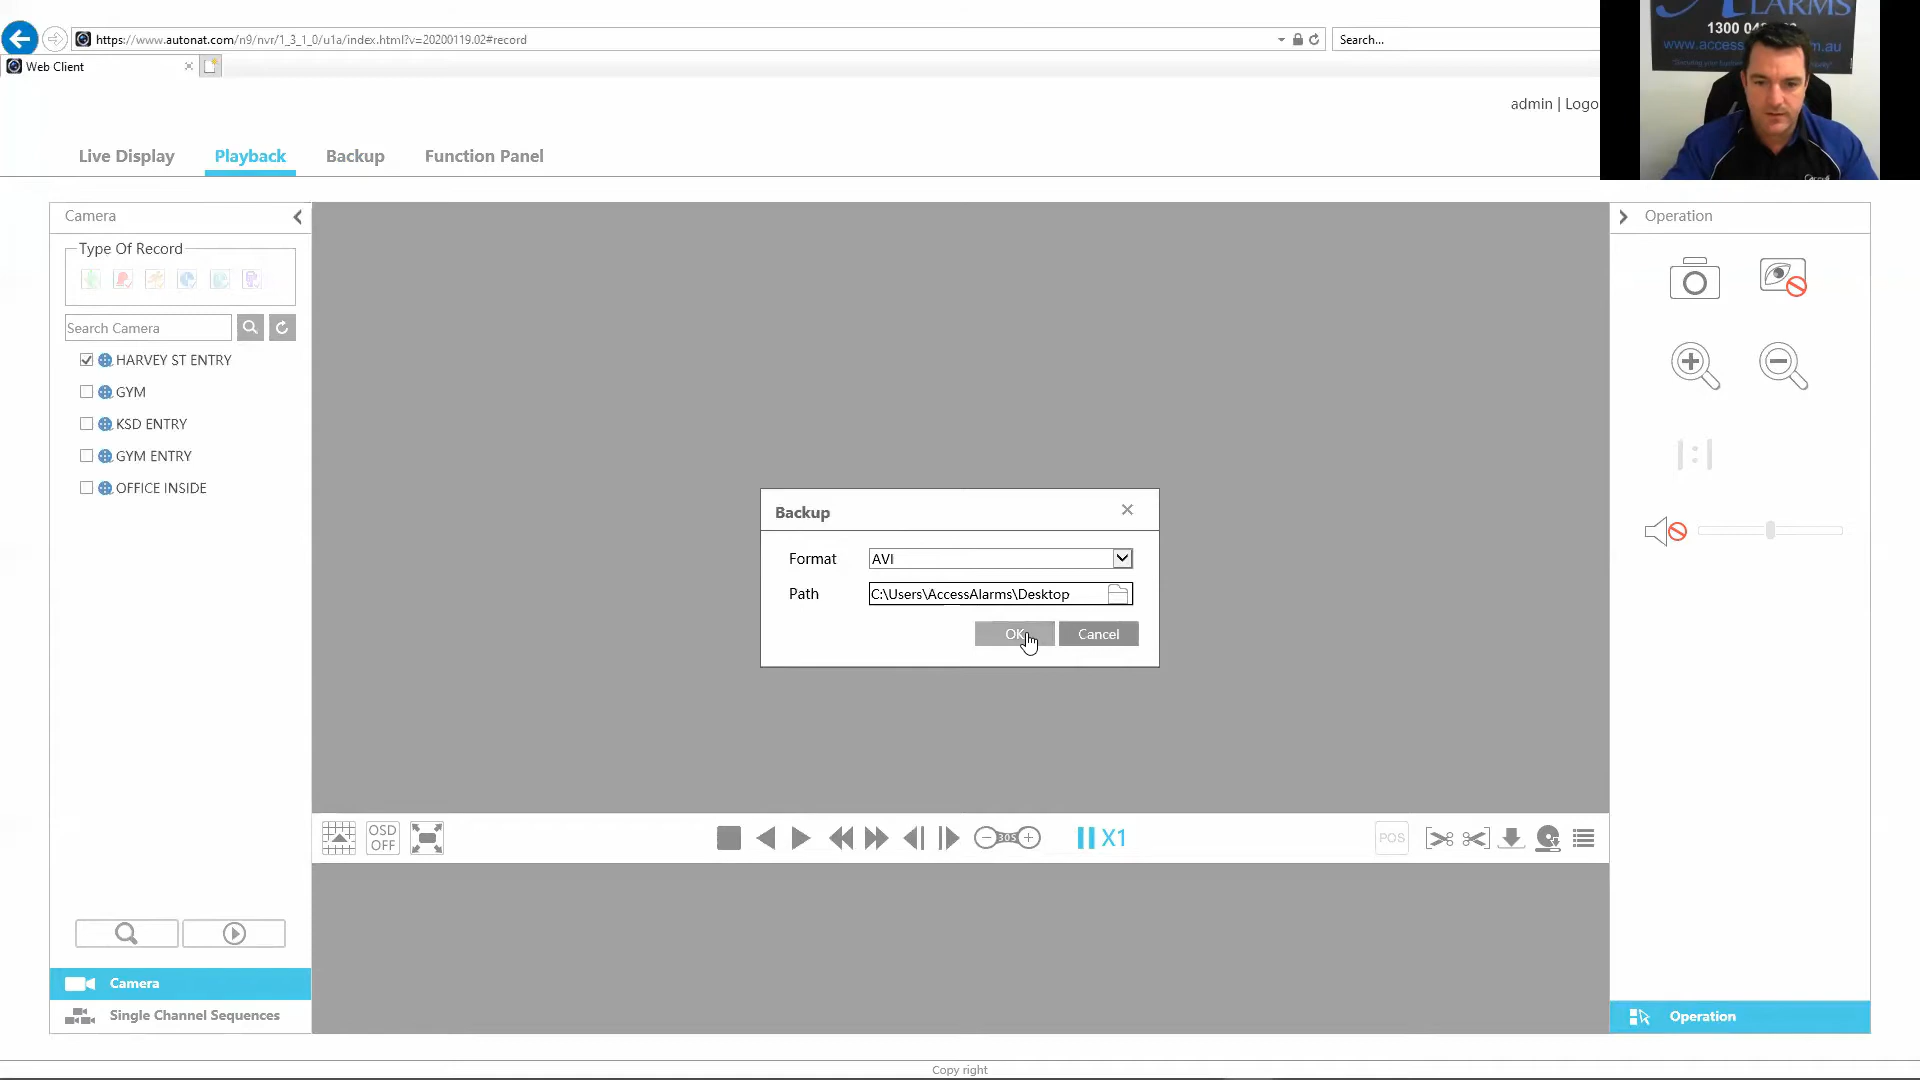 https://www.autonat.com/n9/nvr/1_3_1_0/u1a/index.html?v=20200119.02#record
Search...
Web Client
LARMS
1300 04
www.access
m.au
admin | Logo
Live Display
Playback
Backup
Function Panel
Camera
Operation
Type Of Record
Search Camera
HARVEY ST ENTRY
GYM
KSD ENTRY
GYM ENTRY
OFFICE INSIDE
Backup
Format
AVI
Path
C:\Users\AccessAlarms\Desktop
OK
Cancel
OSD
OFF
30S
X1
POS
Camera
Single Channel Sequences
Operation
Copy right